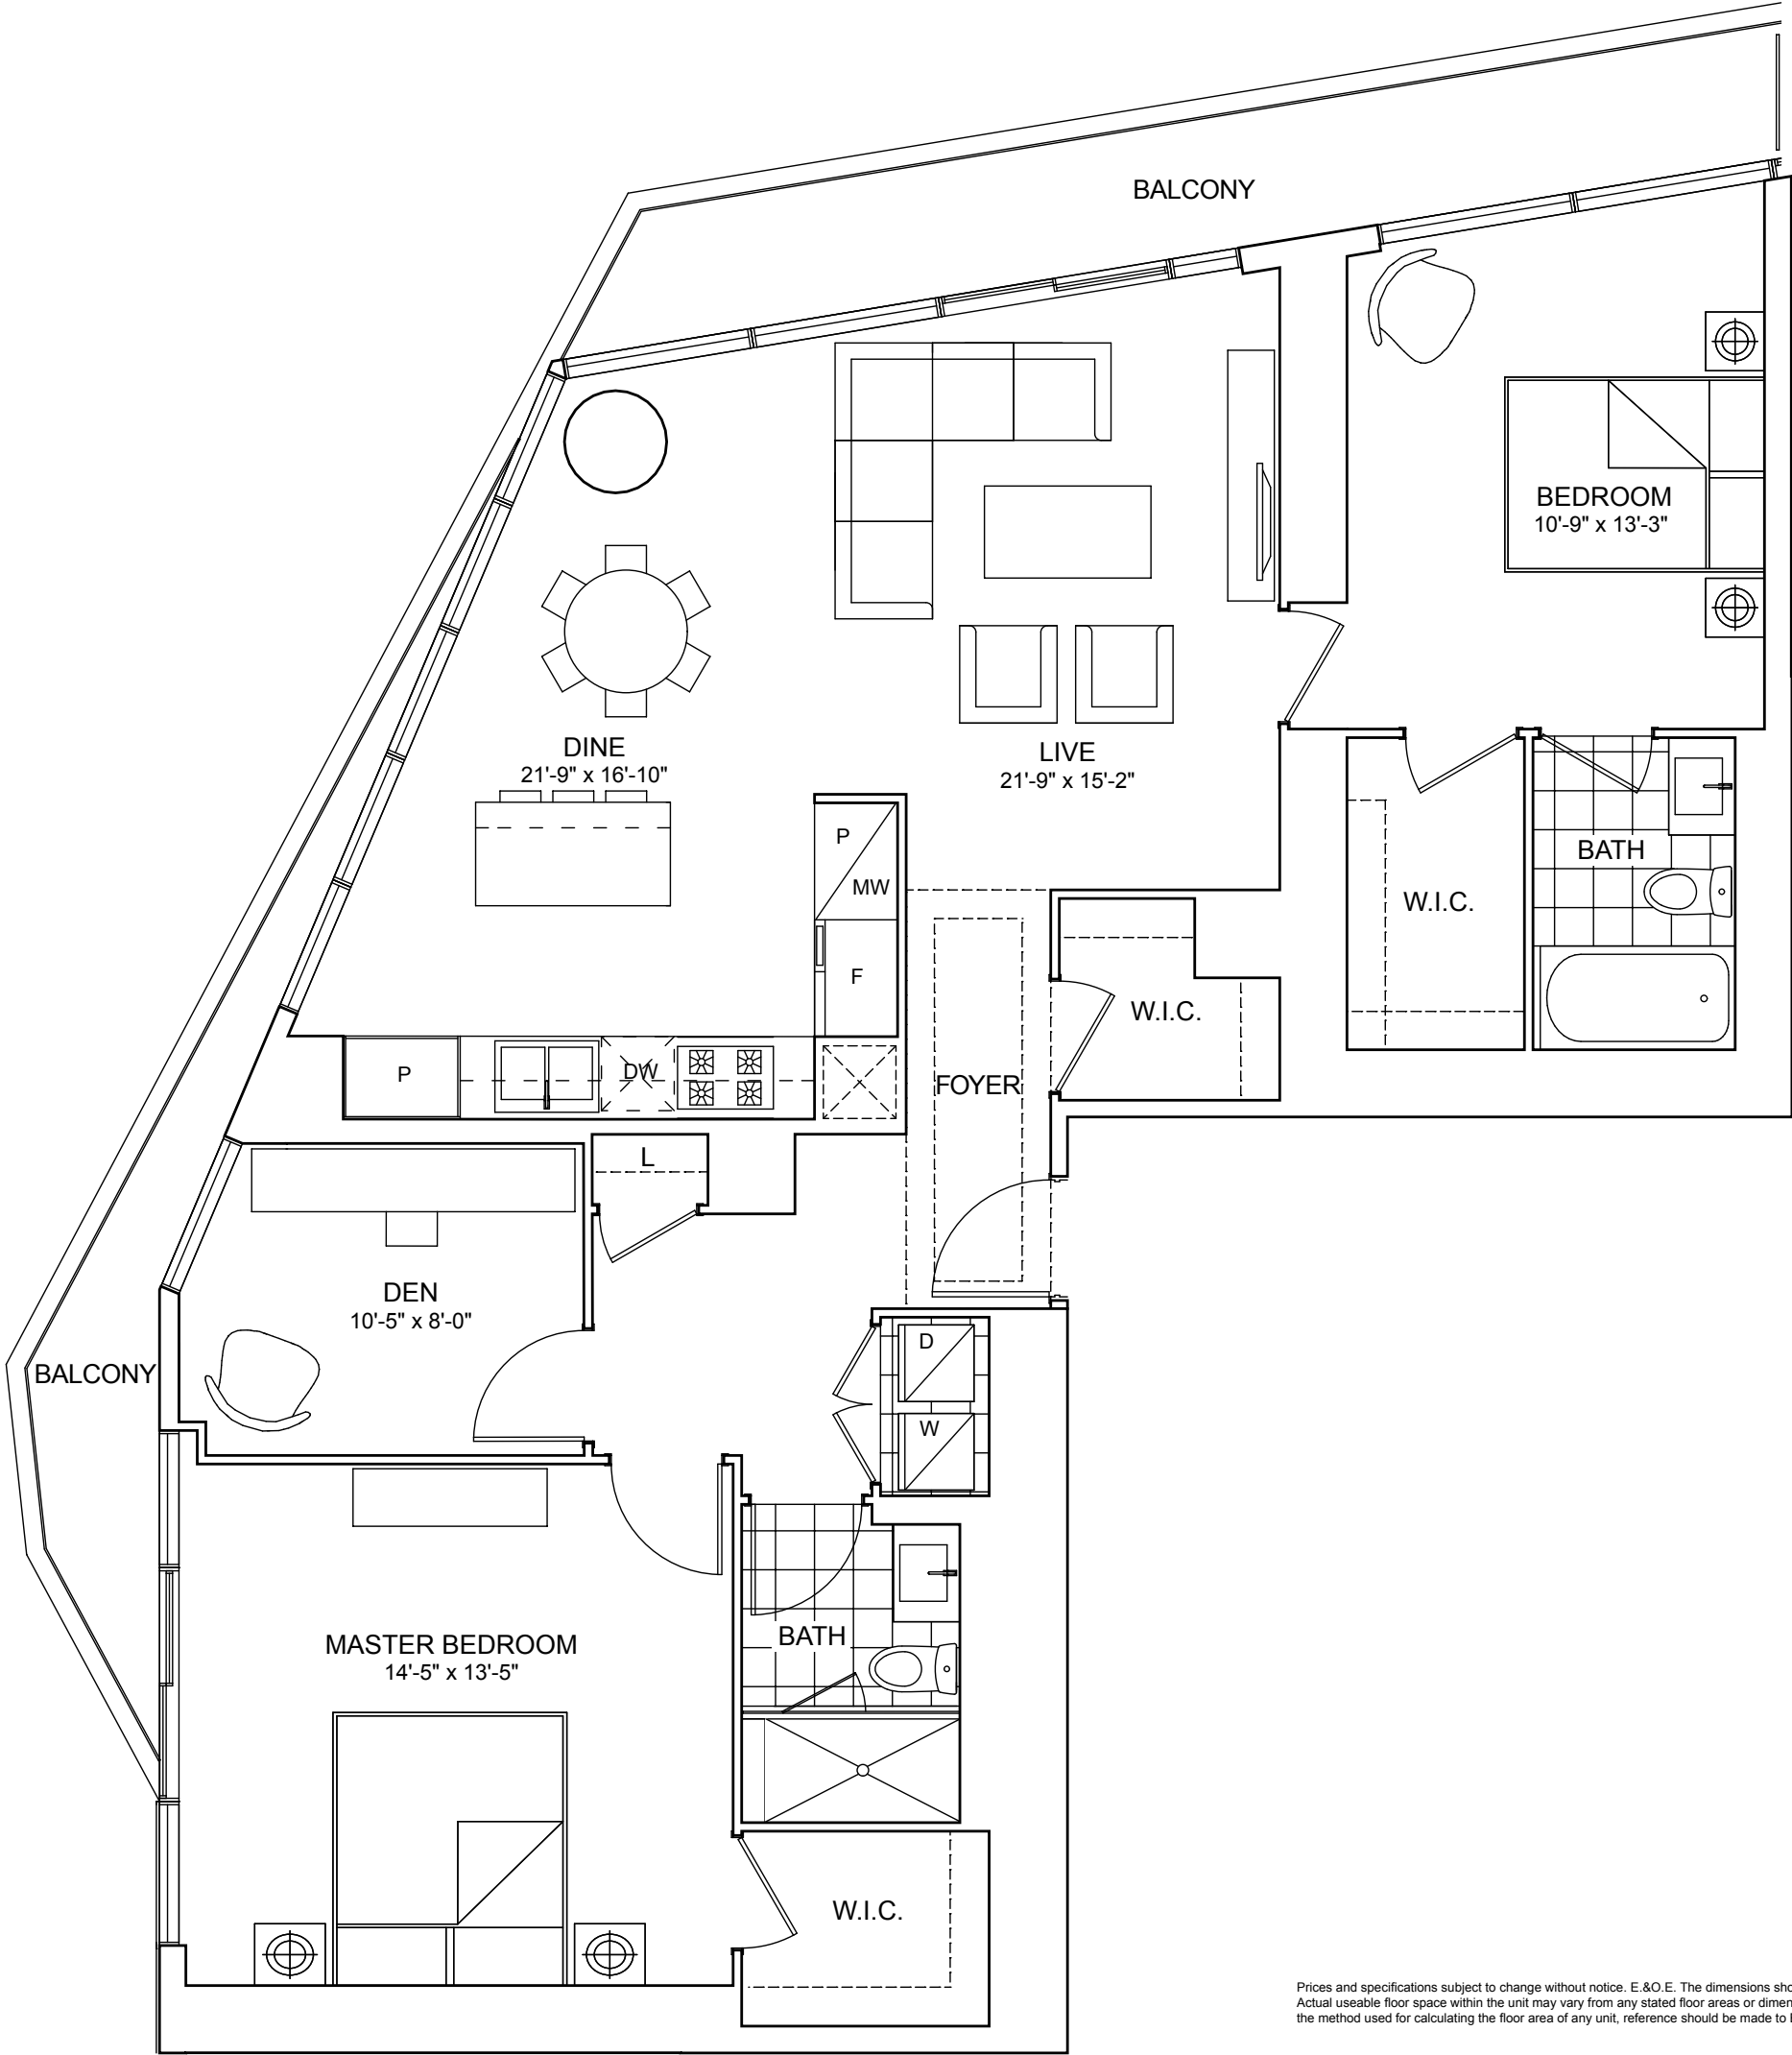 BALCONY
BEDROOM
10'-9" x 13'-3"
DINE
21'-9" x 16'-10"
LIVE
21'-9" x 15'-2"
P
MW
BATH
W.I.C.
F
W.I.C.
P
DW
FOYER
L
DEN
10'-5" x 8'-0"
D
BALCONY
W
BATH
MASTER BEDROOM
14'-5" x 13'-5"
W.I.C.
Prices and specifications subject to change without notice. E.&O.E. The dimensions
Actual useable floor space within the unit may vary from any stated floor areas or
the method used for calculating the floor area of any unit, reference should be made to